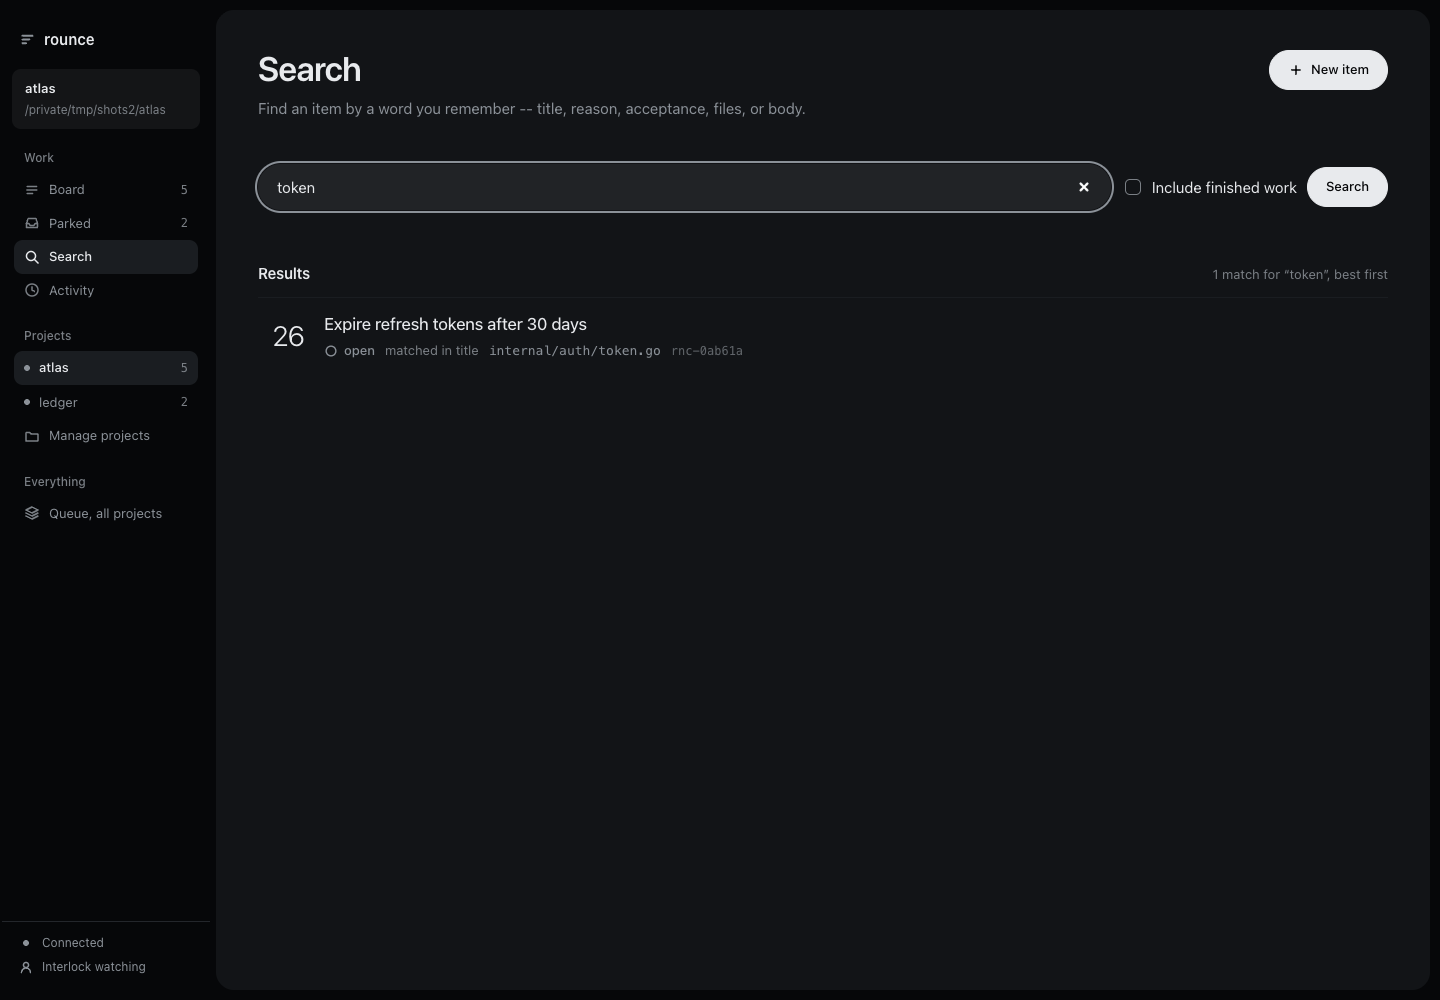 rounce
atlas
/private/tmp/shots2/atlas
Work
Board 5
Parked 2
Search
Activity
Projects
atlas 5
ledger 2
Manage projects
Everything
Queue, all projects
Connected
Interlock watching
Search
New item
Find an item by a word you remember -- title, reason, acceptance, files, or body.
token
Include finished work
Search
Results
1 match for “token”, best first
26
Expire refresh tokens after 30 days
open matched in title internal/auth/token.go rnc-0ab61a